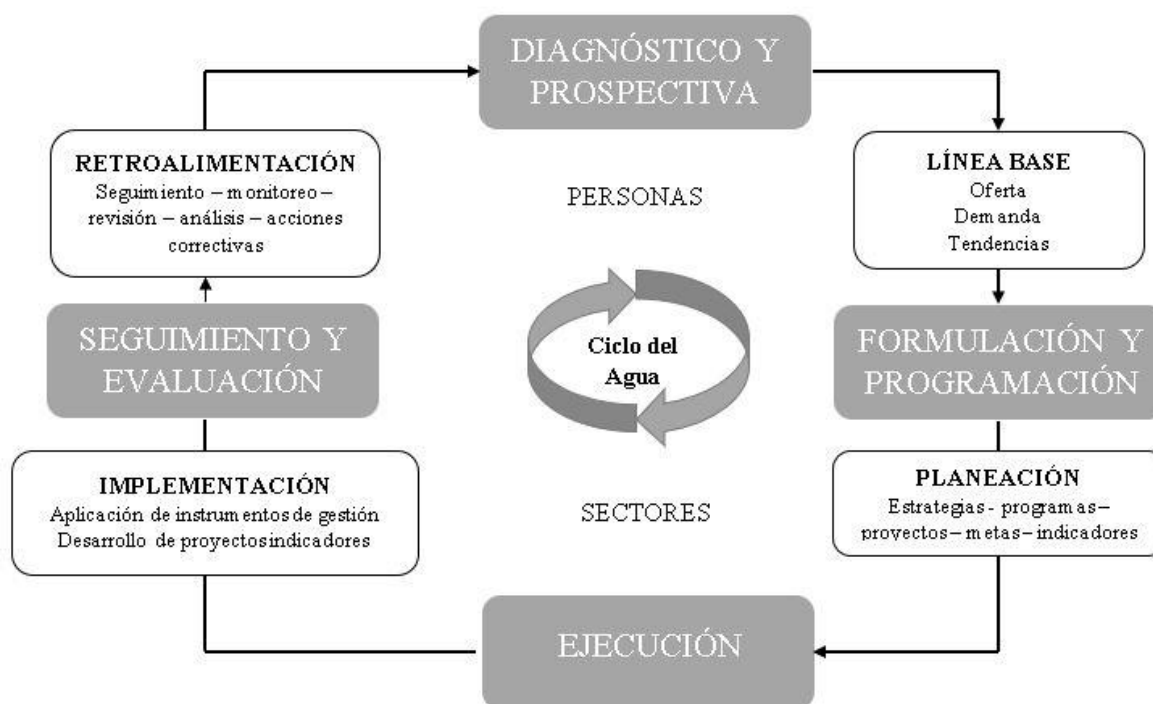 DIAGNÓSTICO Y
PROSPECTIVA
RETROALIMENTACIÓN
Seguimiento – monitoreo –
revisión – análisis – acciones
correctivas
PERSONAS
LÍNEA BASE
Oferta
Demanda
Tendencias
SEGUIMIENTO Y
EVALUACIÓN
Ciclo del
Agua
FORMULACIÓN Y
PROGRAMACIÓN
IMPLEMENTACIÓN
Aplicación de instrumentos de gestión
Desarrollo de proyectos indicadores
SECTORES
PLANEACIÓN
Estrategias - programas –
proyectos – metas – indicadores
EJECUCIÓN